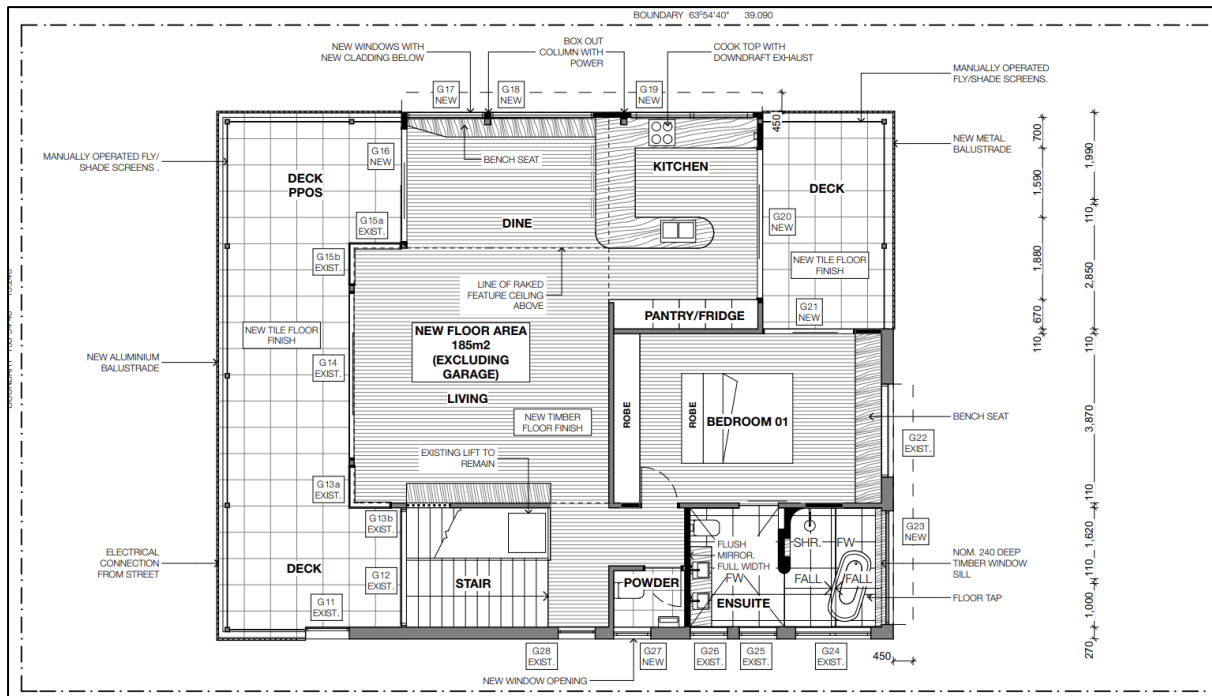 BOUNDARY 63°54'40" 39.090
NEW WINDOWS WITH
NEW CLADDING BELOW
BOX OUT
COLUMN WITH
POWER
COOK TOP WITH
DOWNDRAFT EXHAUST
MANUALLY OPERATED
FLY/SHADE SCREENS.
G17
NEW
G18
NEW
G19
NEW
450
MANUALLY OPERATED FLY/
SHADE SCREENS .
DECK
PPOS
G16
NEW
BENCH SEAT
KITCHEN
DECK
NEW METAL
BALUSTRADE
700
1,990
1,590
110
G15a
EXIST.
DINE
G20
NEW
G15b
EXIST.
LINE OF RAKED
FEATURE CEILING
ABOVE
NEW TILE FLOOR
FINISH
1,880
2,850
NEW TILE FLOOR
FINISH
NEW FLOOR AREA
185m2
(EXCLUDING
GARAGE)
PANTRY/FRIDGE
G21
NEW
670
110
110
NEW ALUMINIUM
BALUSTRADE
G14
EXIST.
LIVING
NEW TIMBER
FLOOR FINISH
ROBE
ROBE
BEDROOM 01
BENCH SEAT
3,870
G22
EXIST.
EXISTING LIFT TO
REMAIN
G13a
EXIST.
110
G13b
EXIST.
FLUSH
MIRROR.
FULL WIDTH
FW
SHR.
FW
G23
NEW
1,620
ELECTRICAL
CONNECTION
FROM STREET
DECK
G12
EXIST.
STAIR
POWDER
FALL
FALL
NOM. 240 DEEP
TIMBER WINDOW
SILL
110
G11
EXIST.
ENSUITE
FLOOR TAP
1,000
G28
EXIST.
G27
NEW
G26
EXIST.
G25
EXIST.
G24
EXIST.
450
270
NEW WINDOW OPENING